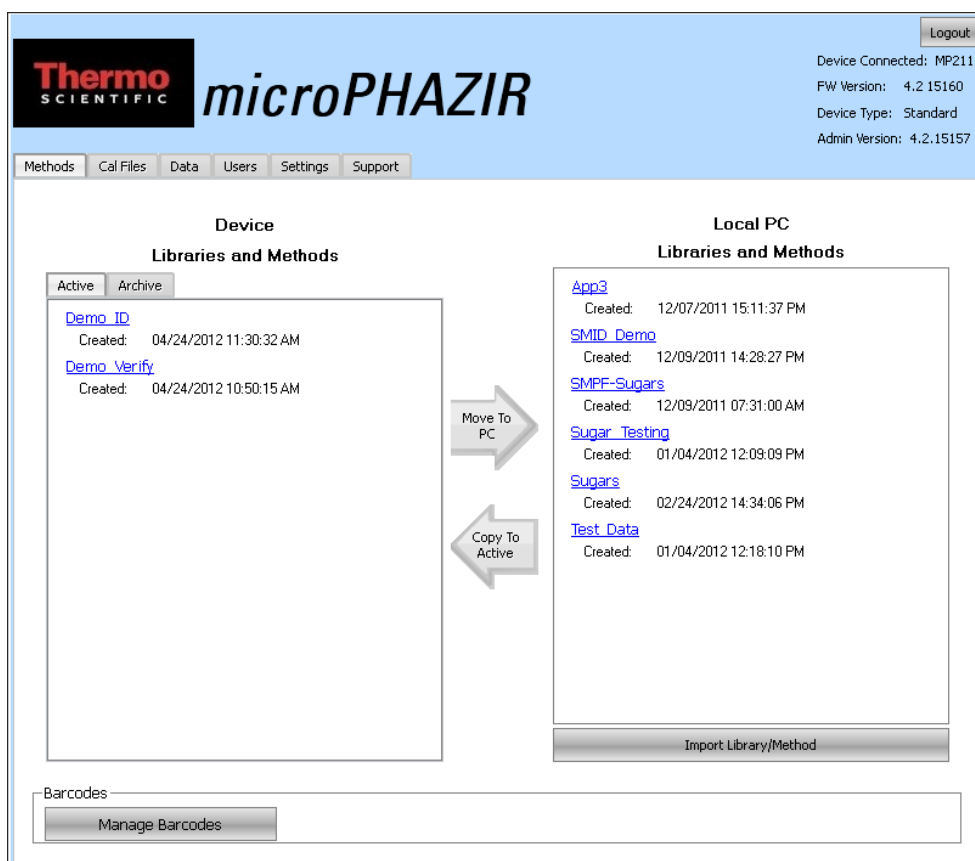 Logout
Thermo
SCIENTIFIC
microPHAZIR
Device Connected: MP211
FW Version: 4.2 15160
Device Type: Standard
Admin Version: 4.2.15157
Methods Cal Files Data Users Settings Support
Device
Libraries and Methods
Active Archive
Demo_ID
Created: 04/24/2012 11:30:32 AM
Demo_Verify
Created: 04/24/2012 10:50:15 AM
Move To
PC
Copy To
Active
Local PC
Libraries and Methods
App3
Created: 12/07/2011 15:11:37 PM
SMID_Demo
Created: 12/09/2011 14:28:27 PM
SMPF-Sugars
Created: 12/09/2011 07:31:00 AM
Sugar_Testing
Created: 01/04/2012 12:09:09 PM
Sugars
Created: 02/24/2012 14:34:06 PM
Test_Data
Created: 01/04/2012 12:18:10 PM
Import Library/Method
Barcodes
Manage Barcodes